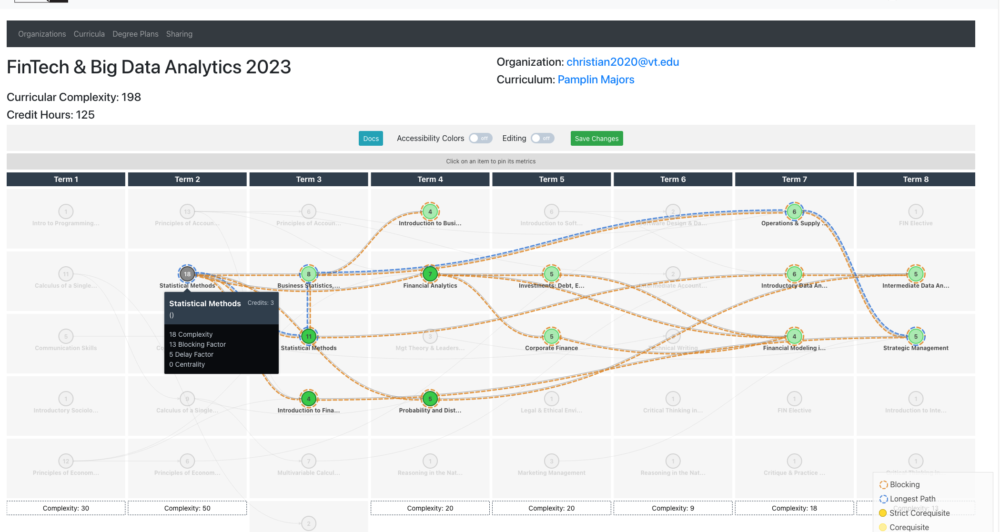 Organizations Curricula Degree Plans Sharing
FinTech & Big Data Analytics 2023
Organization: christian2020@vt.edu
Curriculum: Pamplin Majors
Curricular Complexity: 198
Credit Hours: 125
Docs Accessibility Colors off Editing off Save Changes
Click on an item to pin its metrics
Term 1 Term 2 Term 3 Term 4 Term 5 Term 6 Term 7 Term 8
1 13 6 4 6 2 6 1
Intro to Programming... Principles of Accoun... Principles of Accoun... Introduction to Busi... Introduction to Soft... Software Design & Da... Operations & Supply ... FIN Elective
11 18 8 7 5 2 6 5
Calculus of a Single... Statistical Methods Business Statistics,... Financial Analytics Investments: Debt, E... Intermediate Account... Introductory Data An... Intermediate Data An...
Statistical Methods Credits: 3
()
18 Complexity
13 Blocking Factor
5 Delay Factor
0 Centrality
5 11 3 5 4 5
Communication Skills Co Statistical Methods Mgt Theory & Leaders... Corporate Finance Technical Writing Financial Modeling i... Strategic Management
1 9 4 5 1 1 1 1
Introductory Sociolo... Calculus of a Single... Introduction to Fina... Probability and Dist... Legal & Ethical Envi... Critical Thinking in... FIN Elective Introduction to Inte...
12 6 7 1 3 1 1 1
Principles of Econom... Principles of Econom... Multivariable Calcul... Reasoning in the Nat... Marketing Management Reasoning in the Nat... Critique & Practice ... Critical Thinking in...
Complexity: 30 Complexity: 50 Complexity: 20 Complexity: 20 Complexity: 9 Complexity: 18 Complexity: 13
2
Blocking
Longest Path
Strict Corequisite
Corequisite